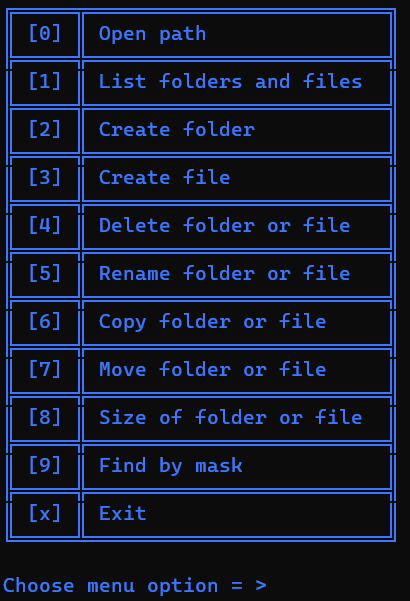 [0] Open path
[1] List folders and files
[2] Create folder
[3] Create file
[4] Delete folder or file
[5] Rename folder or file
[6] Copy folder or file
[7] Move folder or file
[8] Size of folder or file
[9] Find by mask
[x] Exit
Choose menu option = >